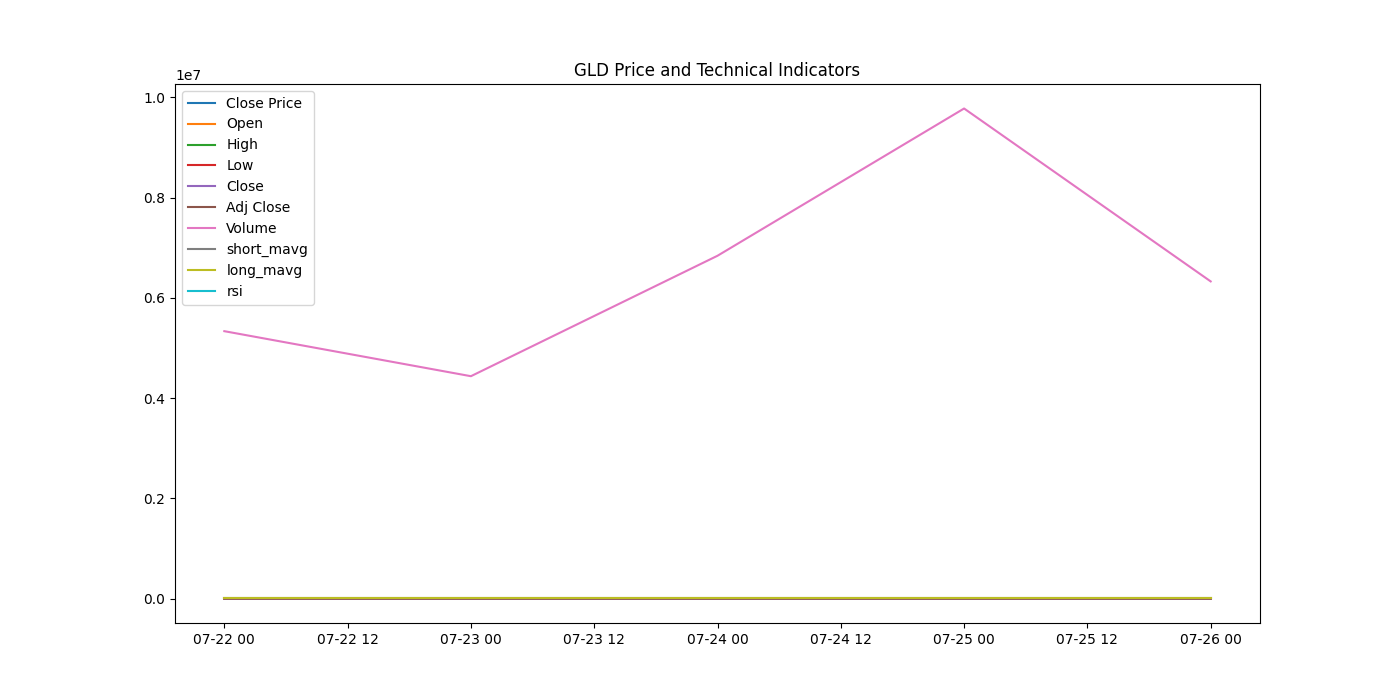 GLD Price and Technical Indicators
1e7
1.0
0.8
0.6
0.4
0.2
0.0
Close Price
Open
High
Low
Close
Adj Close
Volume
short_mavg
long_mavg
rsi
07-22 00 07-22 12 07-23 00 07-23 12 07-24 00 07-24 12 07-25 00 07-25 12 07-26 00